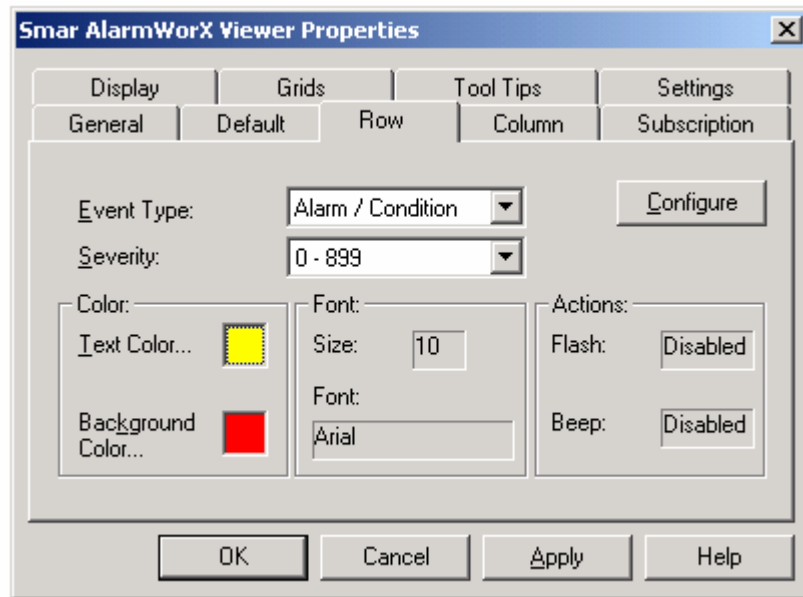 Smar AlarmWorX Viewer Properties
Display Grids Tool Tips Settings
General Default Row Column Subscription
Event Type: Alarm / Condition Configure
Severity: 0 - 899
Color: Font: Actions:
Text Color... Size: 10 Flash: Disabled
Font:
Background Color... Arial Beep: Disabled
OK Cancel Apply Help